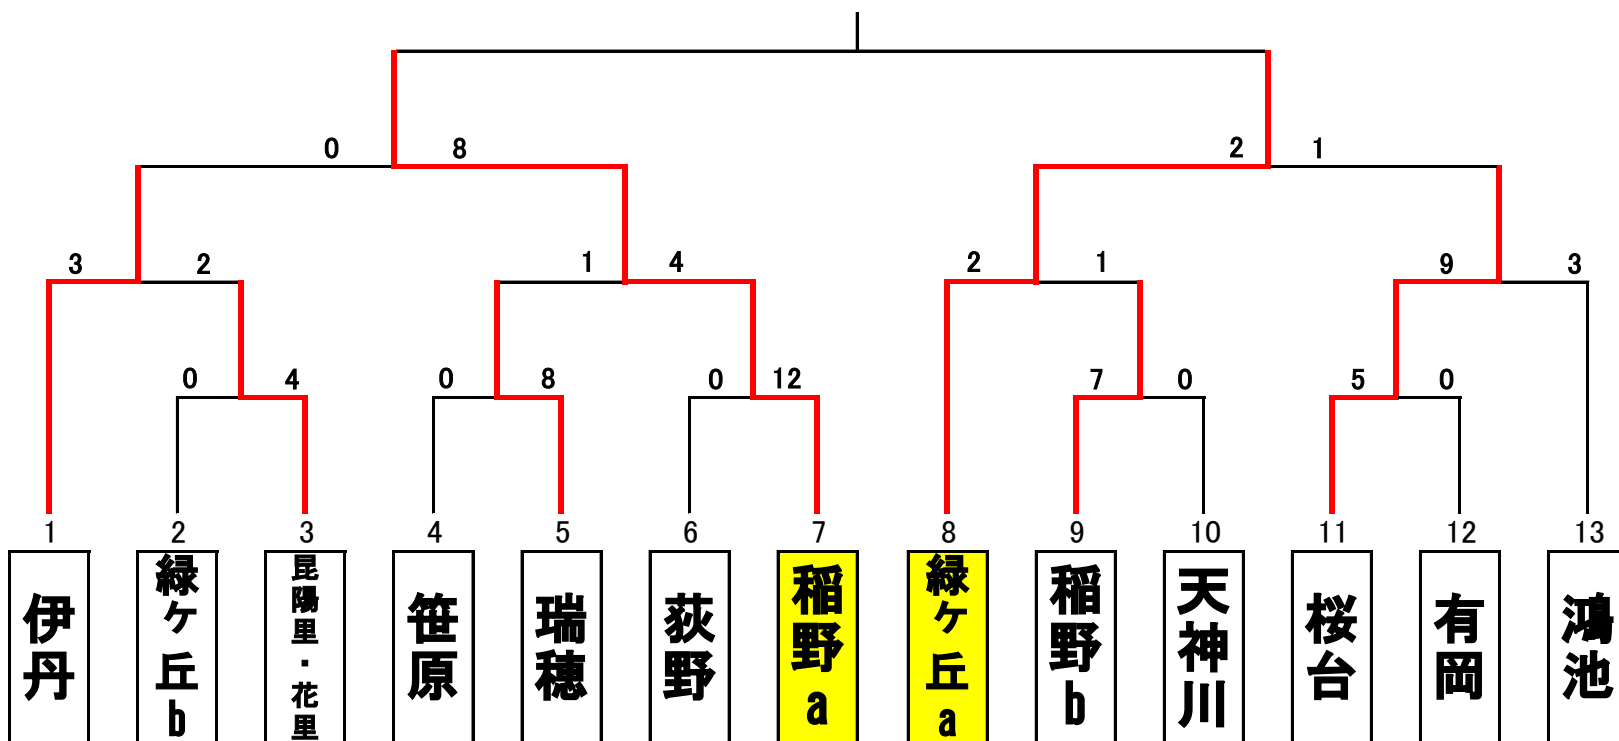 0 8 2 1
3 2 1 4 2 1 9 3
0 4 0 8 0 12 7 0 5 0
1 2 3 4 5 6 7 8 9 10 11 12 13
伊丹
緑ケ丘b
昆陽里・花里
笹原
瑞穂
荻野
稲野a
緑ケ丘a
稲野b
天神川
桜台
有岡
鴻池